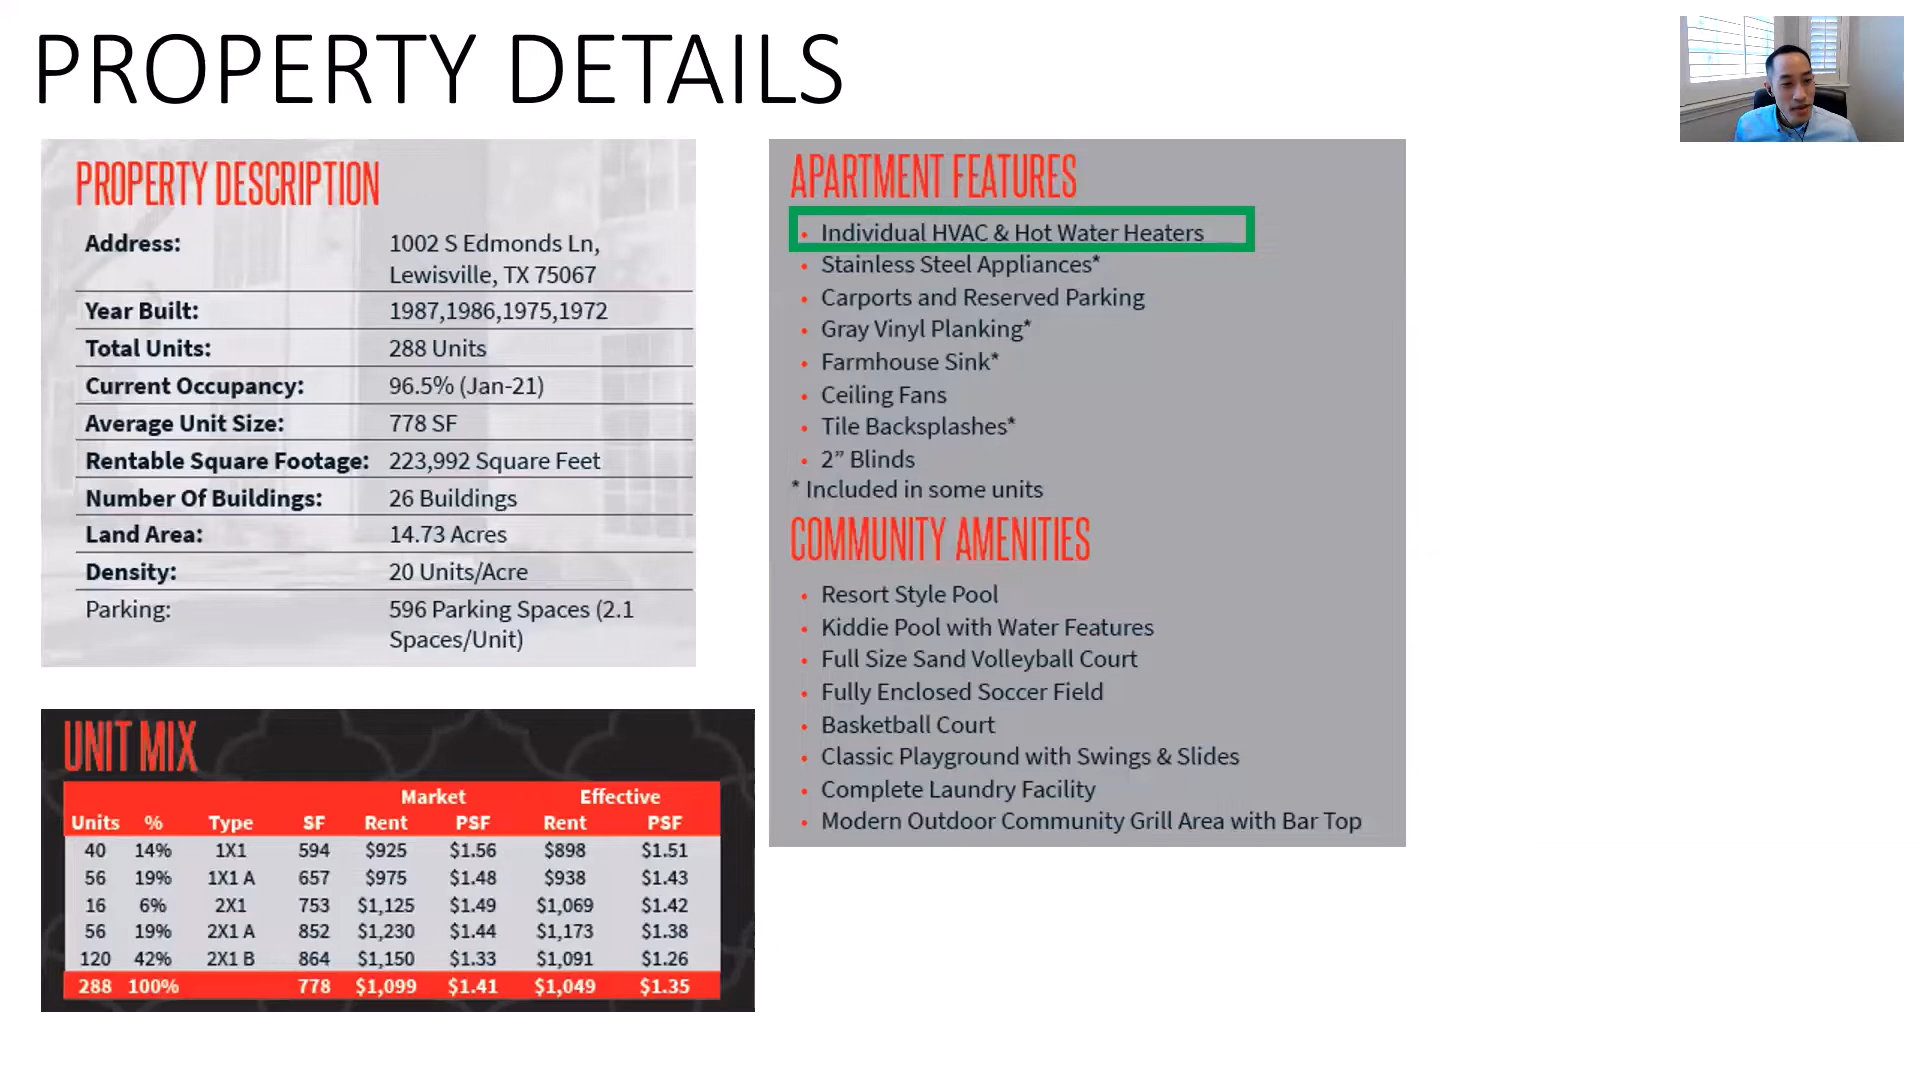 PROPERTY DETAILS
PROPERTY DESCRIPTION
Address: 1002 S Edmonds Ln,
Lewisville, TX 75067
Year Built: 1987,1986,1975,1972
Total Units: 288 Units
Current Occupancy: 96.5% (Jan-21)
Average Unit Size: 778 SF
Rentable Square Footage: 223,992 Square Feet
Number Of Buildings: 26 Buildings
Land Area: 14.73 Acres
Density: 20 Units/Acre
Parking: 596 Parking Spaces (2.1
Spaces/Unit)
UNIT MIX
Market Effective
Units % Type SF Rent PSF Rent PSF
40 14% 1X1 594 $925 $1.56 $898 $1.51
56 19% 1X1 A 657 $975 $1.48 $938 $1.43
16 6% 2X1 753 $1,125 $1.49 $1,069 $1.42
56 19% 2X1 A 852 $1,230 $1.44 $1,173 $1.38
120 42% 2X1 B 864 $1,150 $1.33 $1,091 $1.26
288 100% 778 $1,099 $1.41 $1,049 $1.35
APARTMENT FEATURES
• Individual HVAC & Hot Water Heaters
• Stainless Steel Appliances*
• Carports and Reserved Parking
• Gray Vinyl Planking*
• Farmhouse Sink*
• Ceiling Fans
• Tile Backsplashes*
• 2” Blinds
* Included in some units
COMMUNITY AMENITIES
• Resort Style Pool
• Kiddie Pool with Water Features
• Full Size Sand Volleyball Court
• Fully Enclosed Soccer Field
• Basketball Court
• Classic Playground with Swings & Slides
• Complete Laundry Facility
• Modern Outdoor Community Grill Area with Bar Top